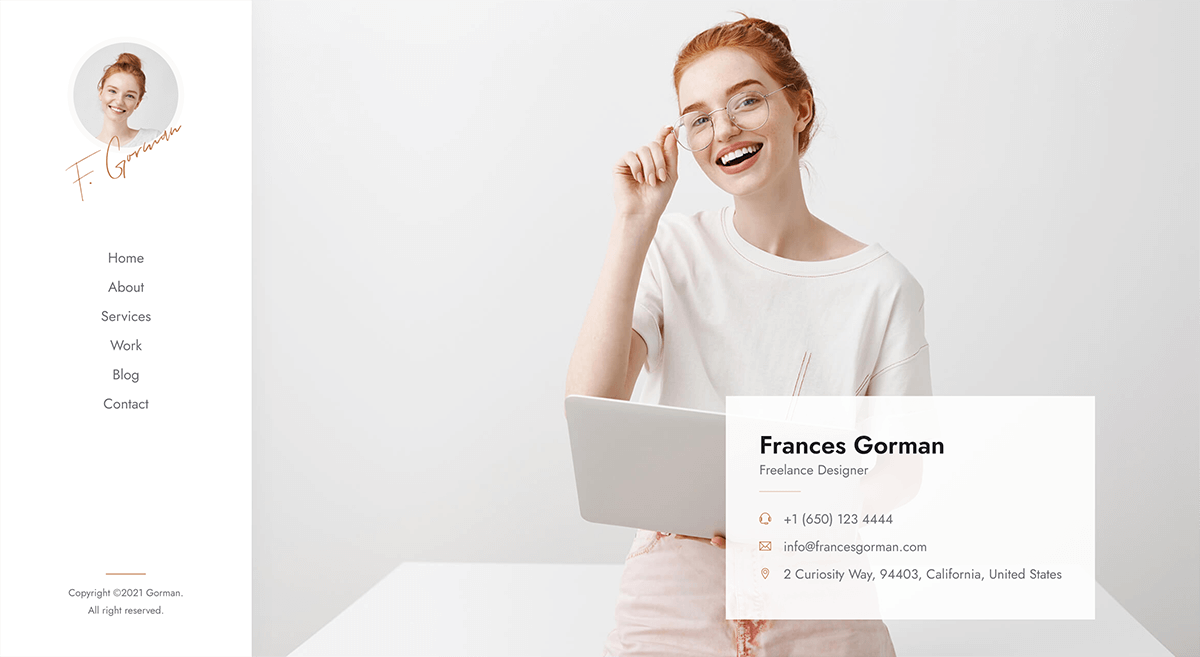 F. Gorman
Home
About
Services
Work
Blog
Contact
Copyright ©2021 Gorman.
All right reserved.
Frances Gorman
Freelance Designer
+1 (650) 123 4444
info@francesgorman.com
2 Curiosity Way, 94403, California, United States